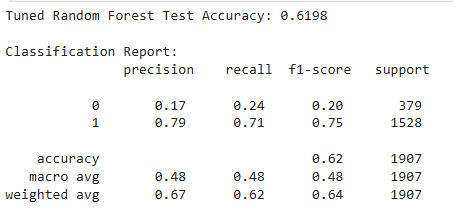 Tuned Random Forest Test Accuracy: 0.6198
Classification Report:
precision recall f1-score support
0 0.17 0.24 0.20 379
1 0.79 0.71 0.75 1528
accuracy 0.62 1907
macro avg 0.48 0.48 0.48 1907
weighted avg 0.67 0.62 0.64 1907